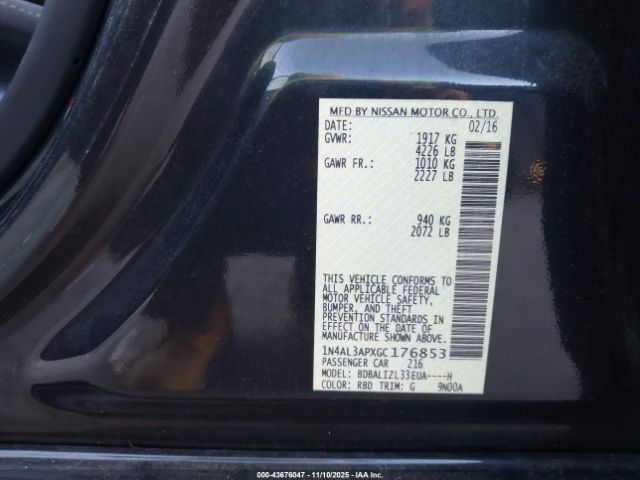 MFD BY NISSAN MOTOR CO., LTD.
DATE: 02/16
GVWR: 1917 KG
4226 LB
GAWR FR.: 1010 KG
2227 LB
GAWR RR.: 940 KG
2072 LB
THIS VEHICLE CONFORMS TO
ALL APPLICABLE FEDERAL
MOTOR VEHICLE SAFETY,
BUMPER, AND THEFT
PREVENTION STANDARDS IN
EFFECT ON THE DATE OF
MANUFACTURE SHOWN ABOVE.
1N4AL3APXGC176853
PASSENGER CAR 216
MODEL: BDBALIZL33EUA----H
COLOR: RBD TRIM: G 9N00A
000-43676047 - 11/10/2025 - IAA Inc.